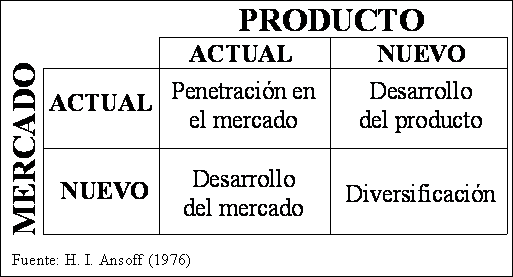 PRODUCTO
ACTUAL NUEVO
MERCADO
ACTUAL
Penetración en
el mercado
Desarrollo
del producto
NUEVO
Desarrollo
del mercado
Diversificación
Fuente: H. I. Ansoff (1976)